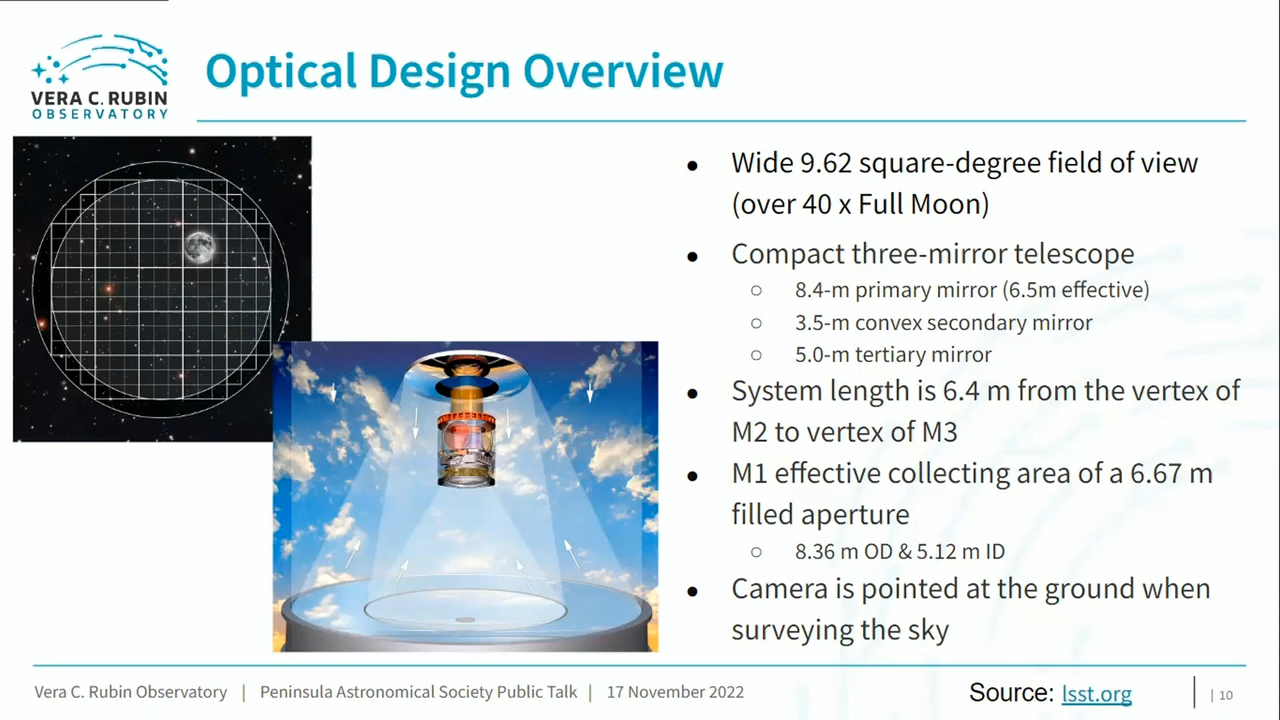 VERA C. RUBIN
OBSERVATORY
Optical Design Overview
● Wide 9.62 square-degree field of view
(over 40 x Full Moon)
● Compact three-mirror telescope
○ 8.4-m primary mirror (6.5m effective)
○ 3.5-m convex secondary mirror
○ 5.0-m tertiary mirror
● System length is 6.4 m from the vertex of
M2 to vertex of M3
● M1 effective collecting area of a 6.67 m
filled aperture
○ 8.36 m OD & 5.12 m ID
● Camera is pointed at the ground when
surveying the sky
Vera C. Rubin Observatory | Peninsula Astronomical Society Public Talk | 17 November 2022 Source: lsst.org | 10